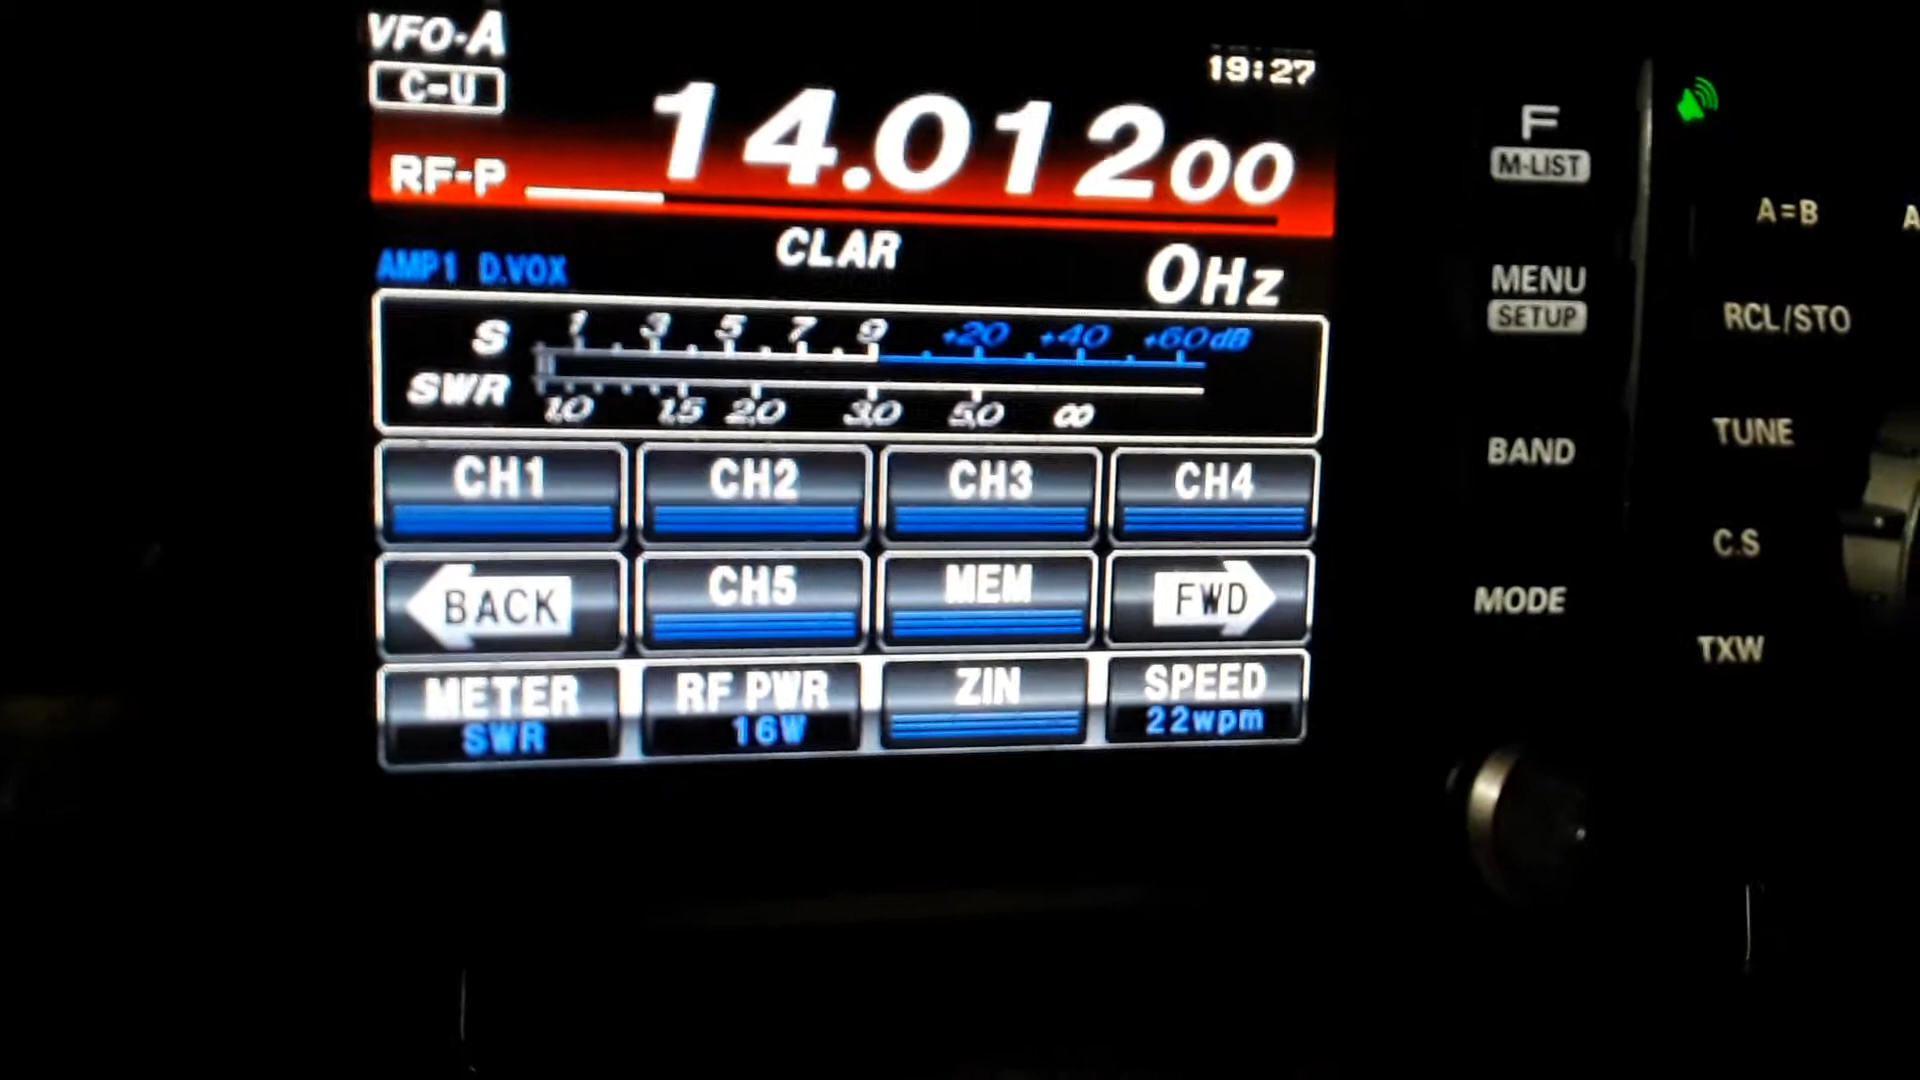 VFO-A
19:27
C-U
14.01200
RF-P
CLAR
AMP1 D.VOX
0Hz
S 1 3 5 7 9 +20 +40 +60dB
SWR 1.0 1.5 2.0 3.0 5.0 ∞
CH1 CH2 CH3 CH4
BACK CH5 MEM FWD
METER RF PWR ZIN SPEED
SWR 16W 22wpm
F
M-LIST
MENU
SETUP
BAND
MODE
A=B
A
RCL/STO
TUNE
C.S
TXW